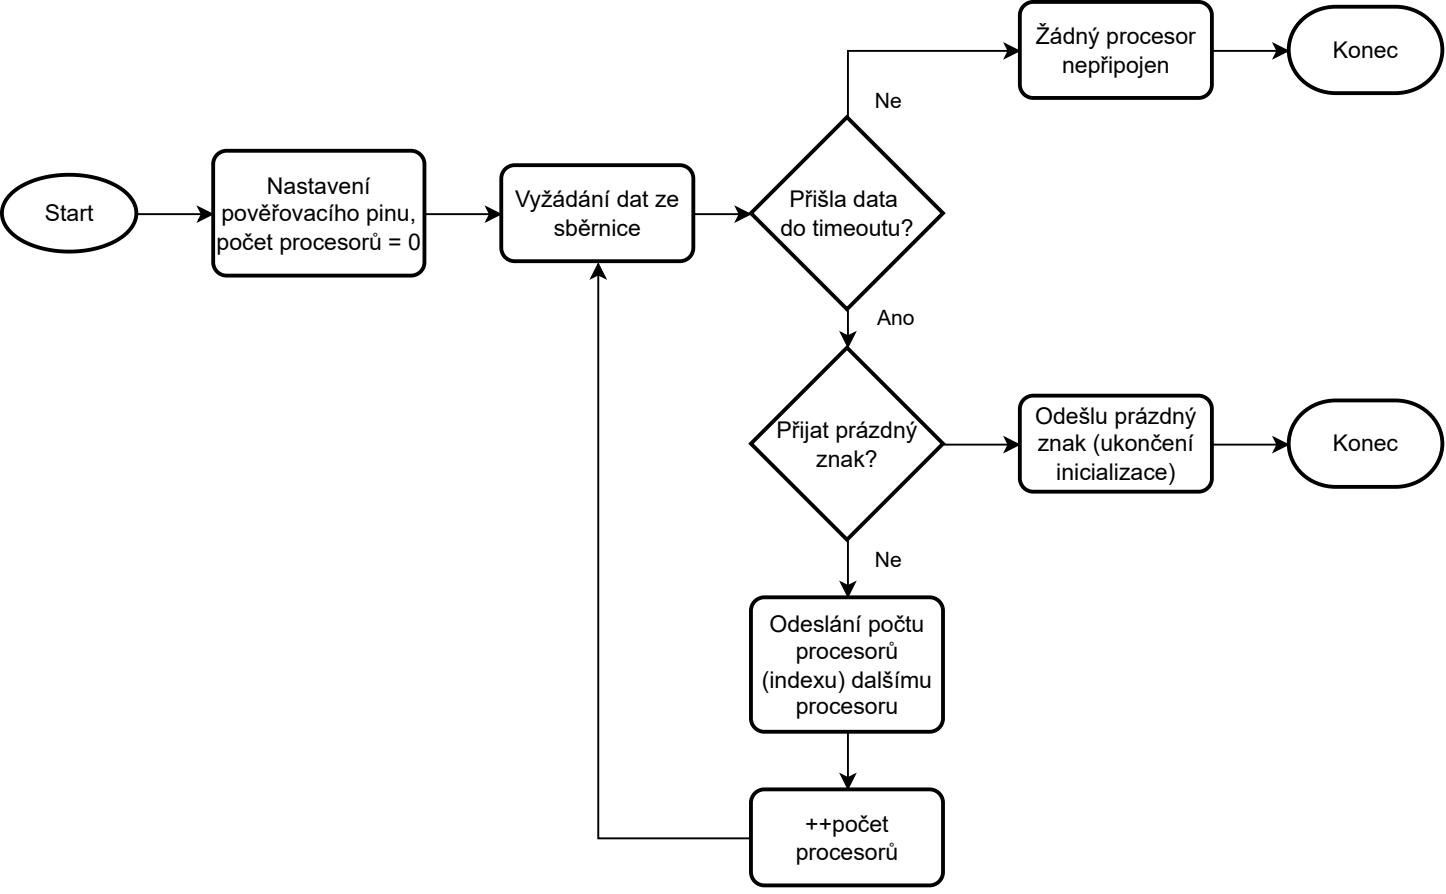 Žádný procesor
nepřipojen
Konec
Ne
Start
Nastavení
pověřovacího pinu,
počet procesorů = 0
Vyžádání dat ze
sběrnice
Přišla data
do timeoutu?
Ano
Přijat prázdný
znak?
Odešlu prázdný
znak (ukončení
inicializace)
Konec
Ne
Odeslání počtu
procesorů
(indexu) dalšímu
procesoru
++počet
procesorů